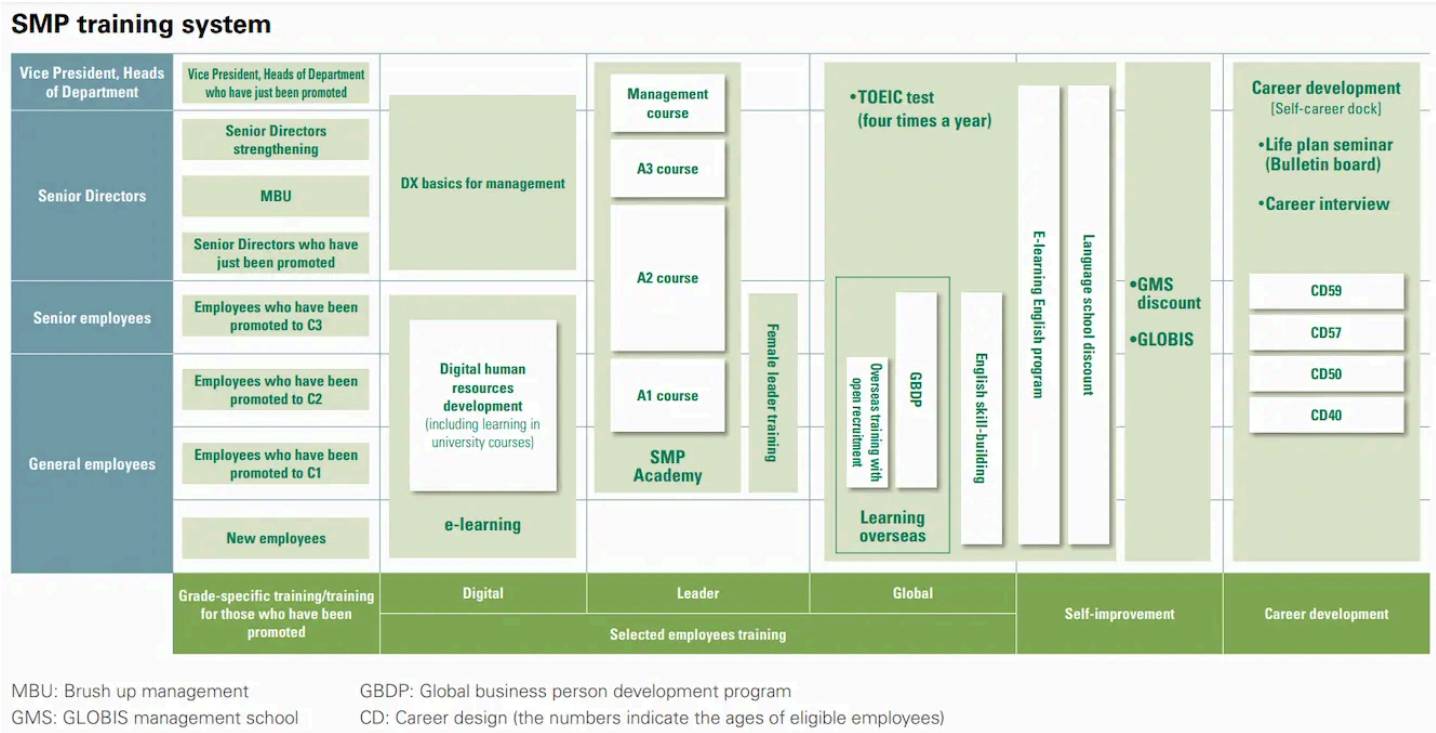 SMP training system
Vice President, Heads
of Department
Senior Directors
Senior employees
General employees
Vice President, Heads of Department
who have just been promoted
Senior Directors
strengthening
MBU
Senior Directors who have
just been promoted
Employees who have been
promoted to C3
Employees who have been
promoted to C2
Employees who have been
promoted to C1
New employees
DX basics for management
Digital human
resources
development
(including learning in
university courses)
e-learning
Management
course
A3 course
A2 course
A1 course
SMP
Academy
Female leader training
•TOEIC test
(four times a year)
Overseas training with
open recruitment
GBDP
Learning
overseas
English skill-building
E-learning English program
Language school discount
•GMS
discount
•GLOBIS
Career development
[Self-career dock]
•Life plan seminar
(Bulletin board)
•Career interview
CD59
CD57
CD50
CD40
Grade-specific training/training
for those who have been
promoted
Digital
Leader
Global
Selected employees training
Self-improvement
Career development
MBU: Brush up management
GMS: GLOBIS management school
GBDP: Global business person development program
CD: Career design (the numbers indicate the ages of eligible employees)